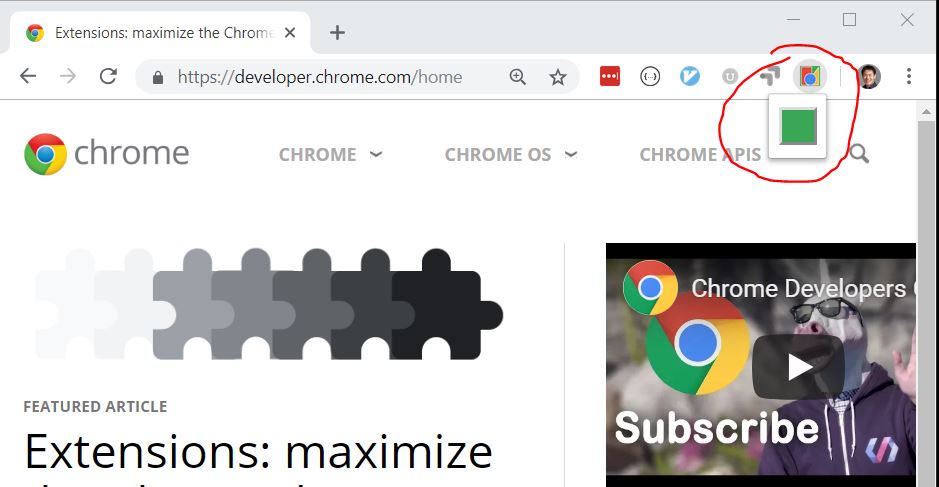 Extensions: maximize the Chrome
https://developer.chrome.com/home
chrome
CHROME
CHROME OS
CHROME APIS
Chrome Developers
Subscribe
FEATURED ARTICLE
Extensions: maximize